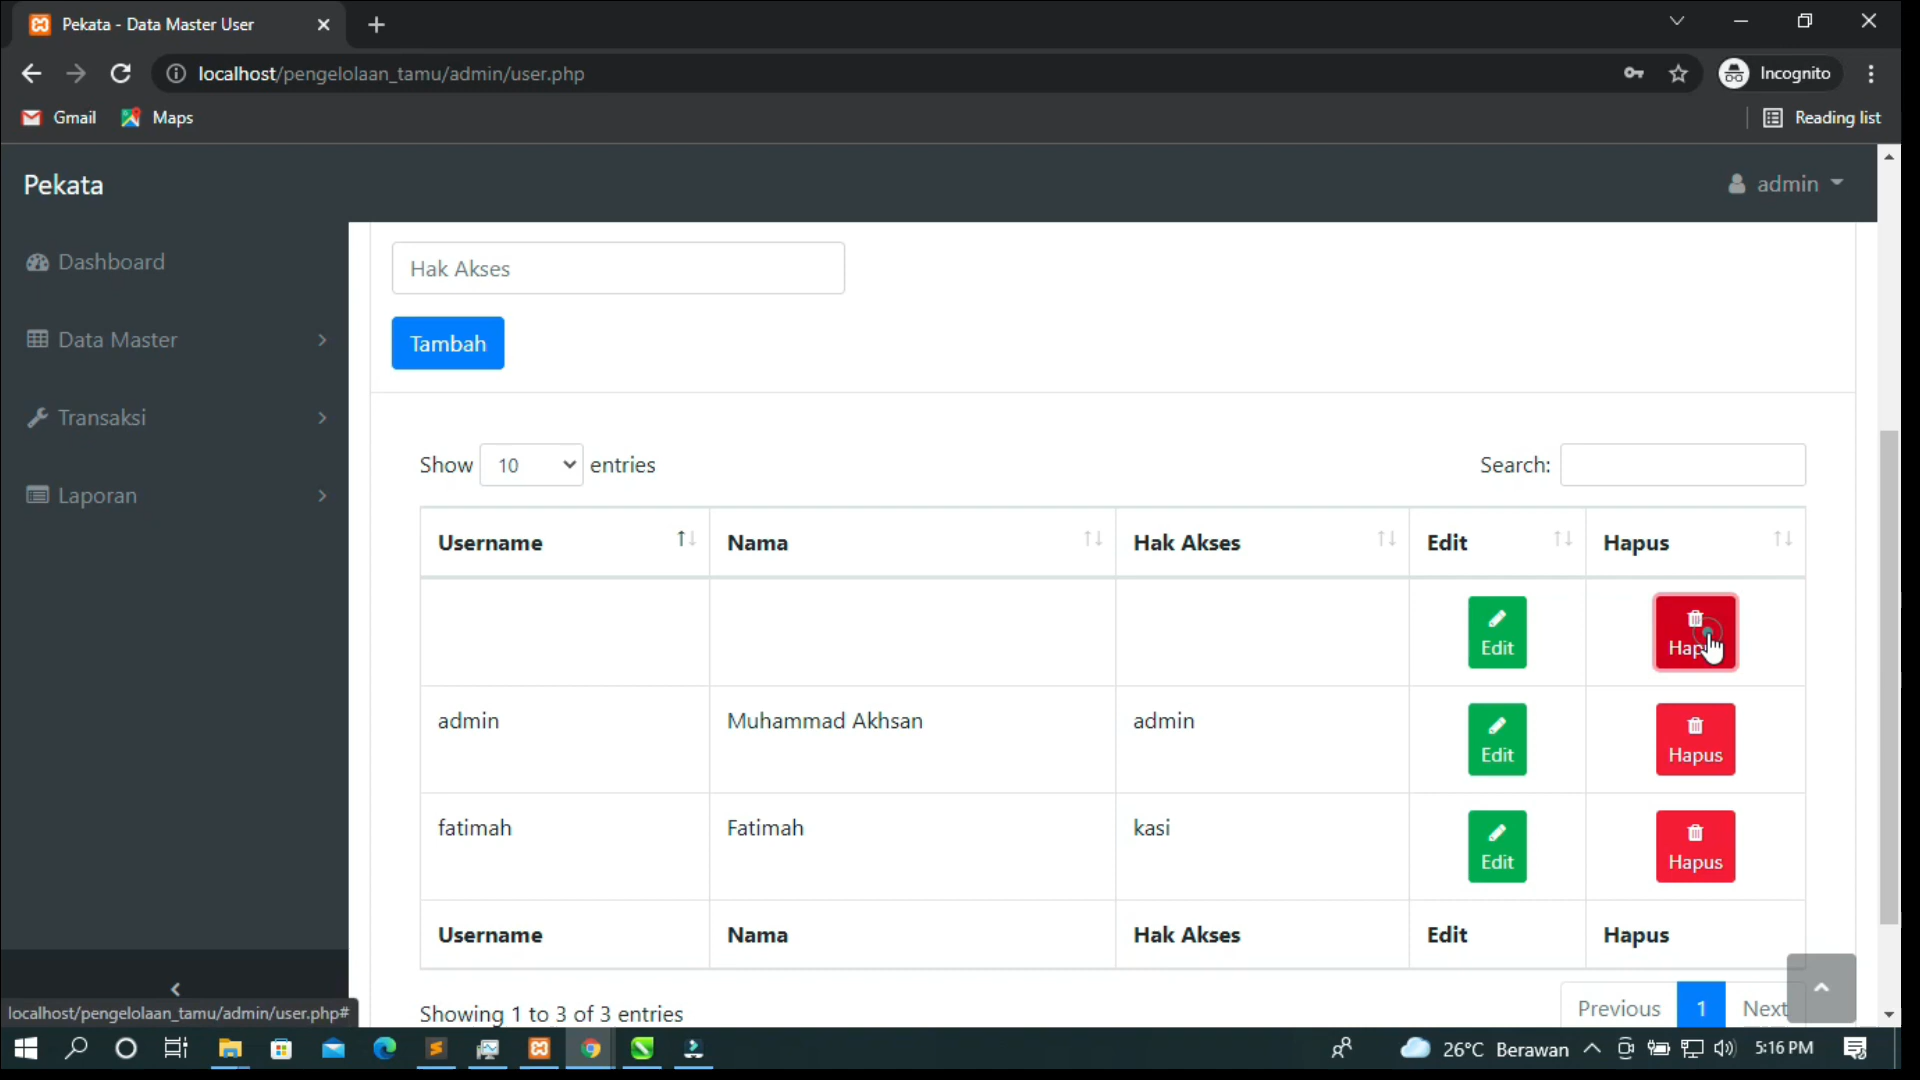 Pekata - Data Master User
localhost/pengelolaan_tamu/admin/user.php
Incognito
Gmail
Maps
Reading list
Pekata
admin
Dashboard
Data Master
Transaksi
Laporan
Hak Akses
Tambah
Show 10 entries
Search:
Username Nama Hak Akses Edit Hapus
Edit
admin Muhammad Akhsan admin Edit Hapus
fatimah Fatimah kasi Edit Hapus
Username Nama Hak Akses Edit Hapus
Showing 1 to 3 of 3 entries
Previous 1 Next
localhost/pengelolaan_tamu/admin/user.php#
26°C Berawan
5:16 PM